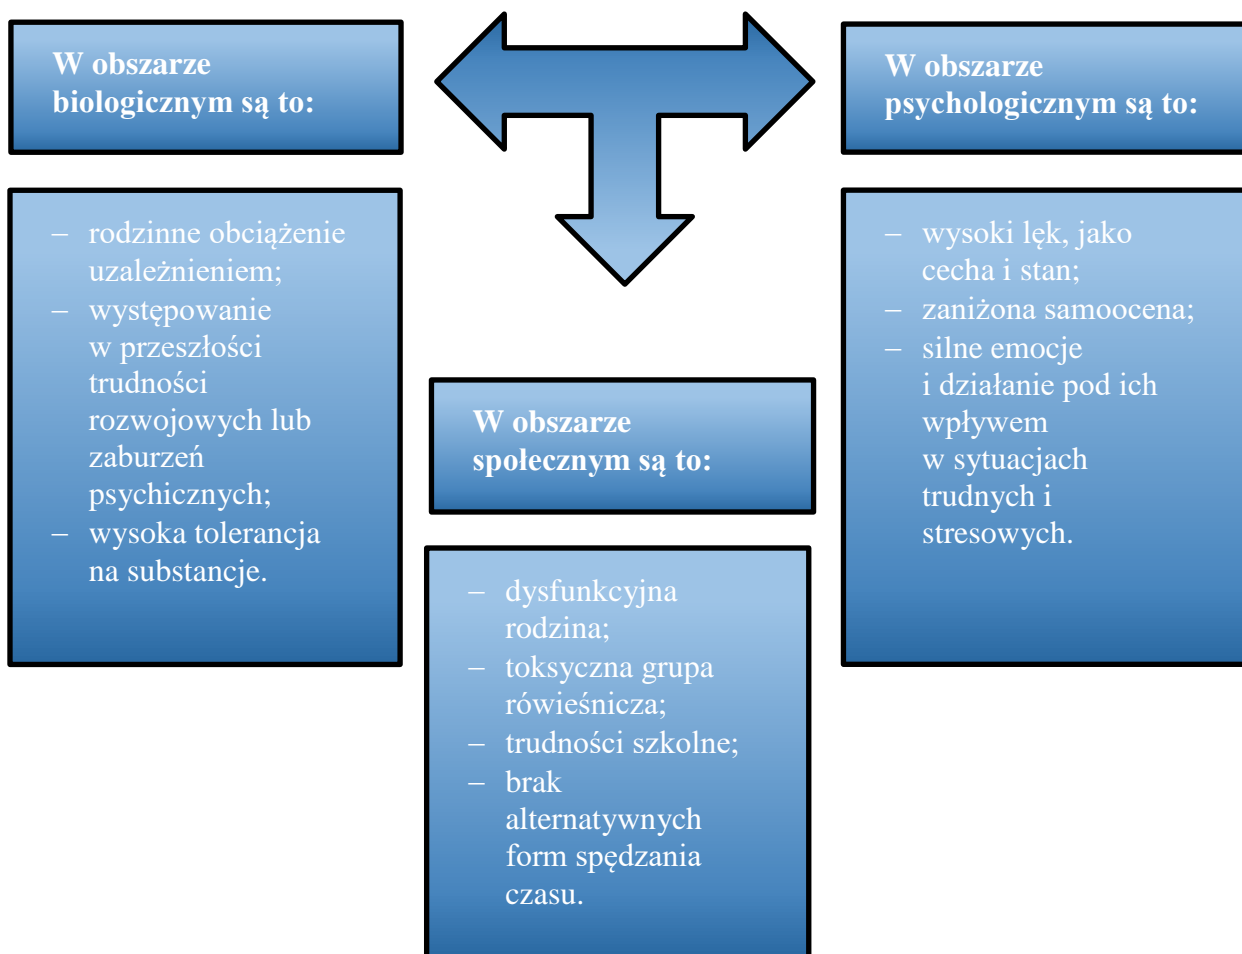 W obszarze
biologicznym są to:
– rodzinne obciążenie
uzależnieniem;
– występowanie
w przeszłości
trudności
rozwojowych lub
zaburzeń
psychicznych;
– wysoka tolerancja
na substancje.
W obszarze
społecznym są to:
– dysfunkcyjna
rodzina;
– toksyczna grupa
rówieśnicza;
– trudności szkolne;
– brak
alternatywnych
form spędzania
czasu.
W obszarze
psychologicznym są to:
– wysoki lęk, jako
cecha i stan;
– zaniżona samoocena;
– silne emocje
i działanie pod ich
wpływem
w sytuacjach
trudnych i
stresowych.